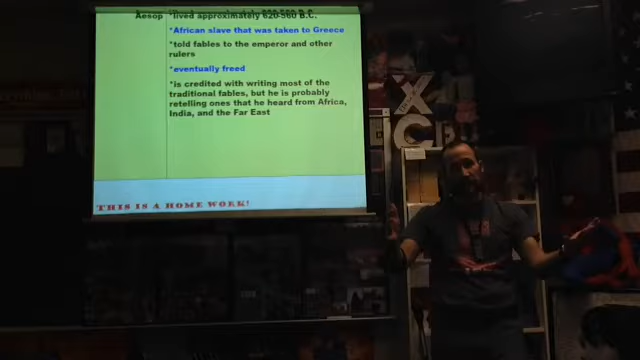 Aesop *lived approximately 620-560 B.C.
*African slave that was taken to Greece
*told fables to the emperor and other
rulers
*eventually freed
*is credited with writing most of the
traditional fables, but he is probably
retelling ones that he heard from Africa,
India, and the Far East
THIS IS A HOME WORK!
X
C